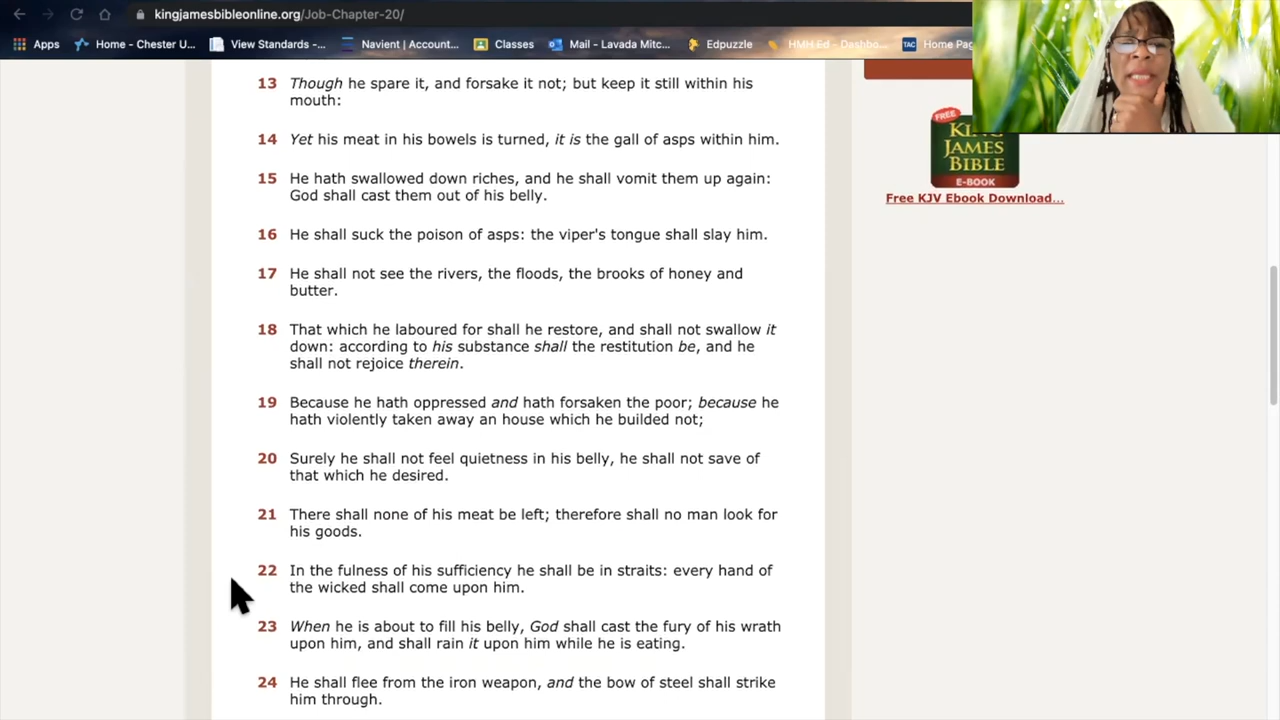 kingjamesbibleonline.org/Job-Chapter-20/
Apps Home - Chester U... View Standards -... Navient | Account... Classes Mail - Lavada Mitc... Edpuzzle HMH Ed - Dashbo... TAC Home Pag
13 Though he spare it, and forsake it not; but keep it still within his
mouth:
14 Yet his meat in his bowels is turned, it is the gall of asps within him.
15 He hath swallowed down riches, and he shall vomit them up again:
God shall cast them out of his belly.
16 He shall suck the poison of asps: the viper's tongue shall slay him.
17 He shall not see the rivers, the floods, the brooks of honey and
butter.
18 That which he laboured for shall he restore, and shall not swallow it
down: according to his substance shall the restitution be, and he
shall not rejoice therein.
19 Because he hath oppressed and hath forsaken the poor; because he
hath violently taken away an house which he builded not;
20 Surely he shall not feel quietness in his belly, he shall not save of
that which he desired.
21 There shall none of his meat be left; therefore shall no man look for
his goods.
22 In the fulness of his sufficiency he shall be in straits: every hand of
the wicked shall come upon him.
23 When he is about to fill his belly, God shall cast the fury of his wrath
upon him, and shall rain it upon him while he is eating.
24 He shall flee from the iron weapon, and the bow of steel shall strike
him through.
FREE
KING
JAMES
BIBLE
E-BOOK
Free KJV Ebook Download...